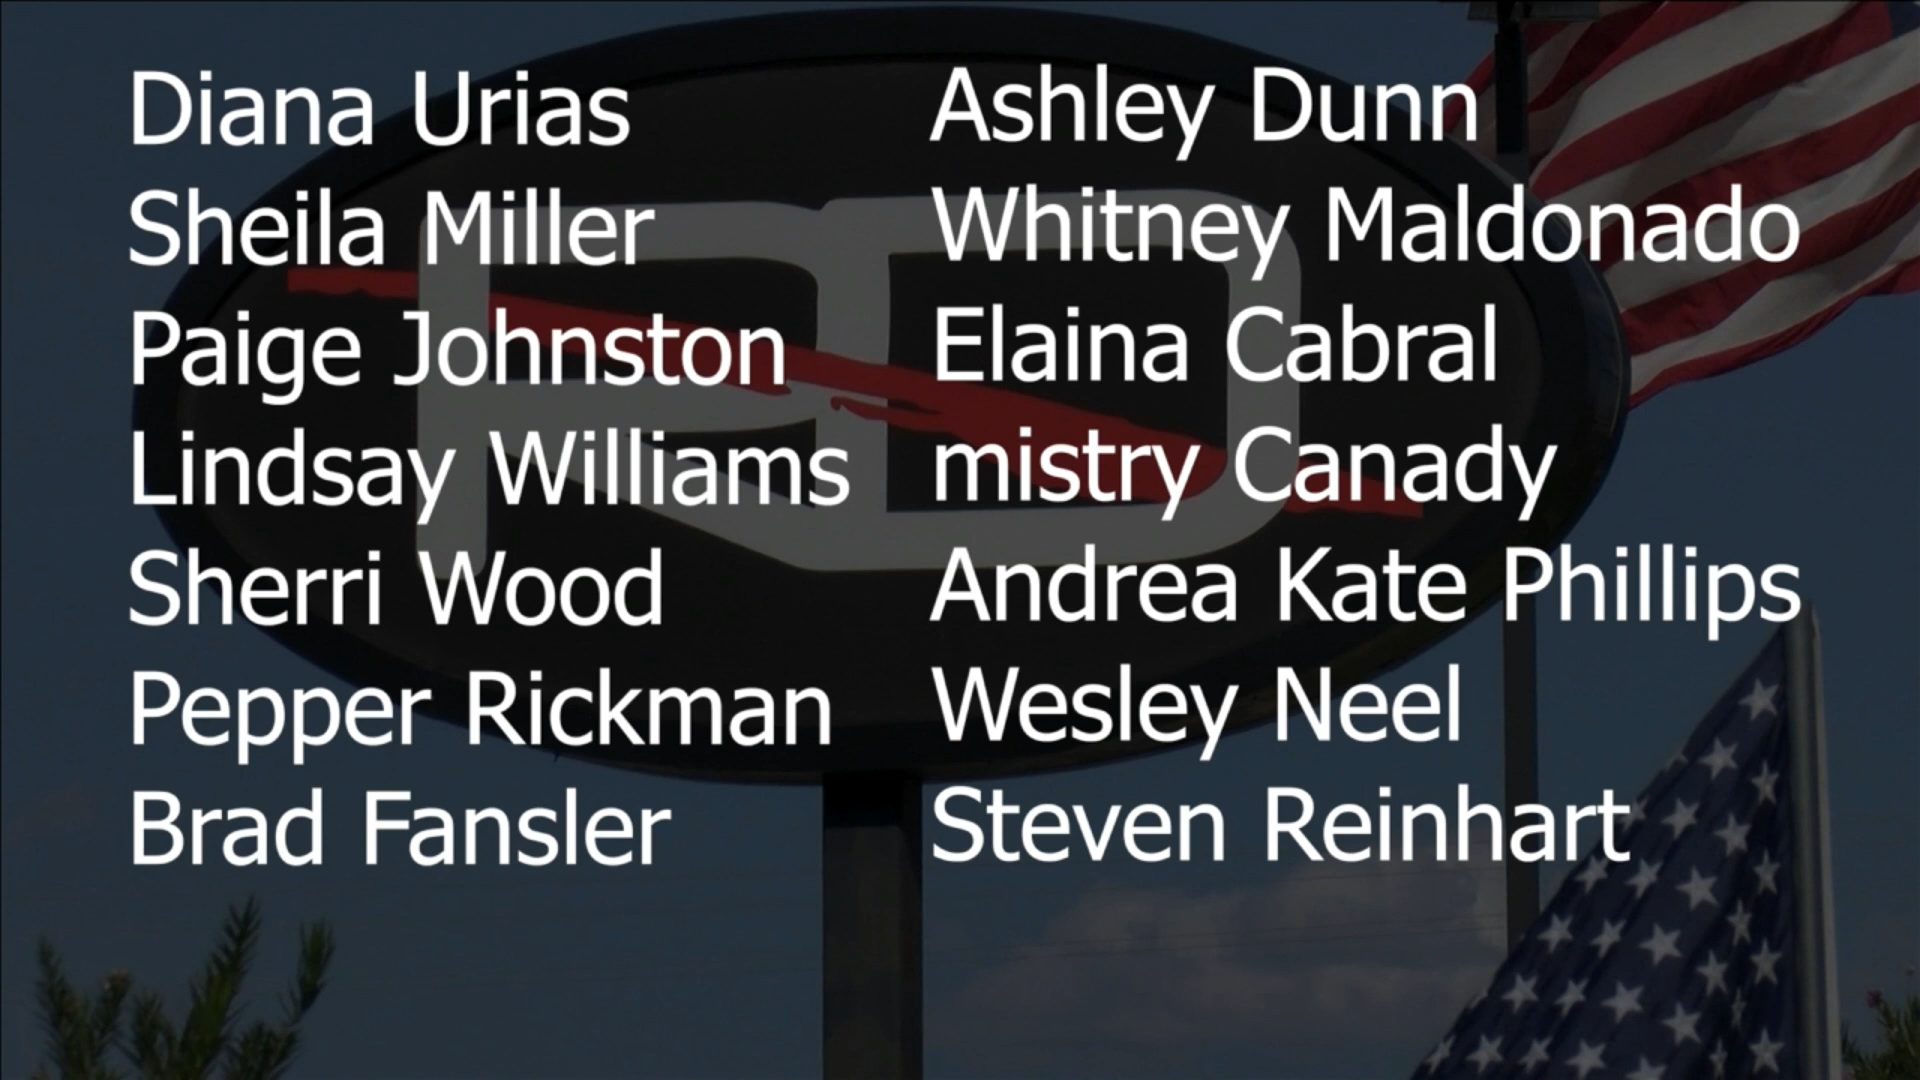 Diana Urias
Sheila Miller
Paige Johnston
Lindsay Williams
Sherri Wood
Pepper Rickman
Brad Fansler
Ashley Dunn
Whitney Maldonado
Elaina Cabral
mistry Canady
Andrea Kate Phillips
Wesley Neel
Steven Reinhart